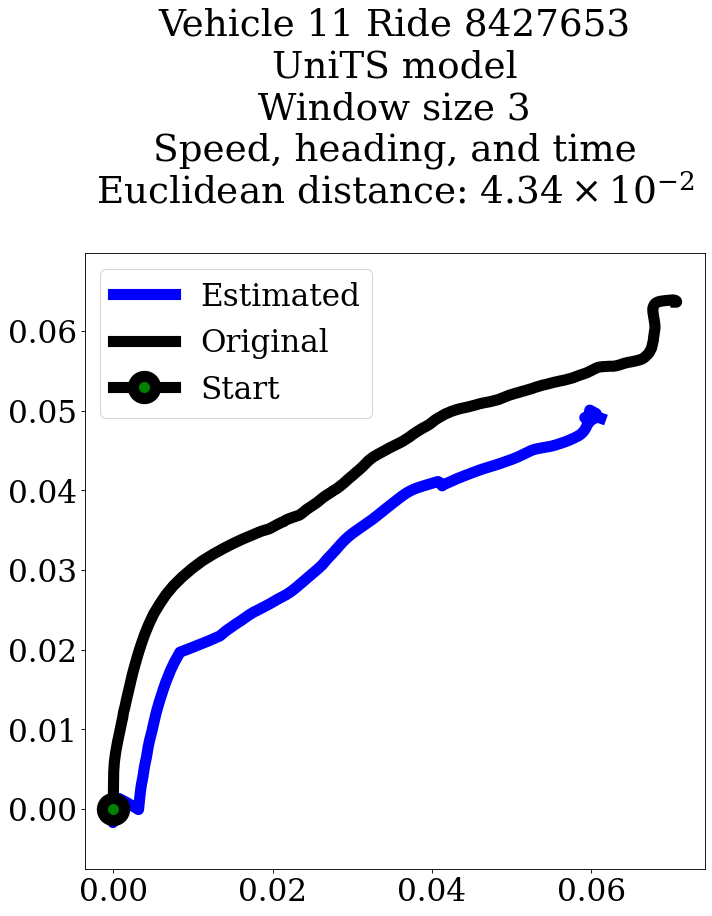 Vehicle 11 Ride 8427653
UniTS model
Window size 3
Speed, heading, and time
Euclidean distance: 4.34 × 10⁻²
Estimated
Original
Start
0.06
0.05
0.04
0.03
0.02
0.01
0.00
0.00 0.02 0.04 0.06